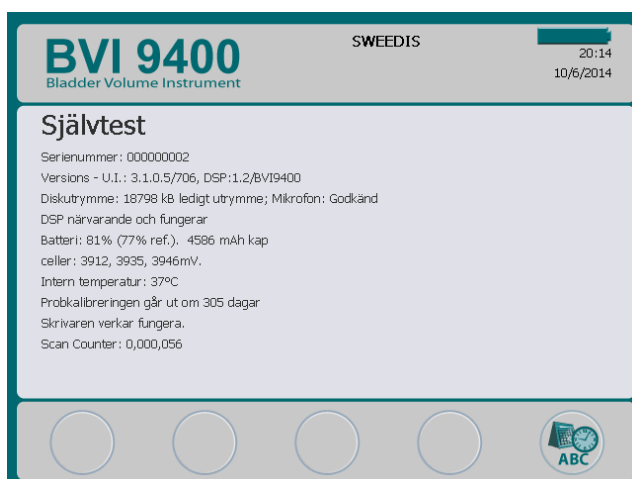 BVI 9400
Bladder Volume Instrument
SWEEDIS
20:14
10/6/2014
Självtest
Serienummer: 000000002
Versions - U.I.: 3.1.0.5/706, DSP:1.2/BVI9400
Diskutrymme: 18798 kB ledigt utrymme; Mikrofon: Godkänd
DSP närvarande och fungerar
Batteri: 81% (77% ref.).  4586 mAh kap
celler: 3912, 3935, 3946mV.
Intern temperatur: 37ºC
Probkalibreringen går ut om 305 dagar
Skrivaren verkar fungera.
Scan Counter: 0,000,056
ABC